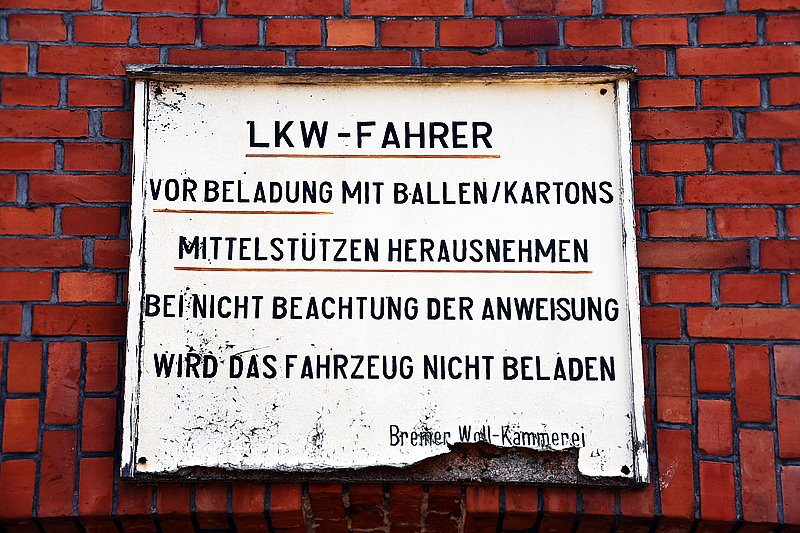 LKW-FAHRER
VOR BELADUNG MIT BALLEN/KARTONS
MITTELSTÜTZEN HERAUSNEHMEN
BEI NICHT BEACHTUNG DER ANWEISUNG
WIRD DAS FAHRZEUG NICHT BELADEN
Bremer Woll-Kämmerei